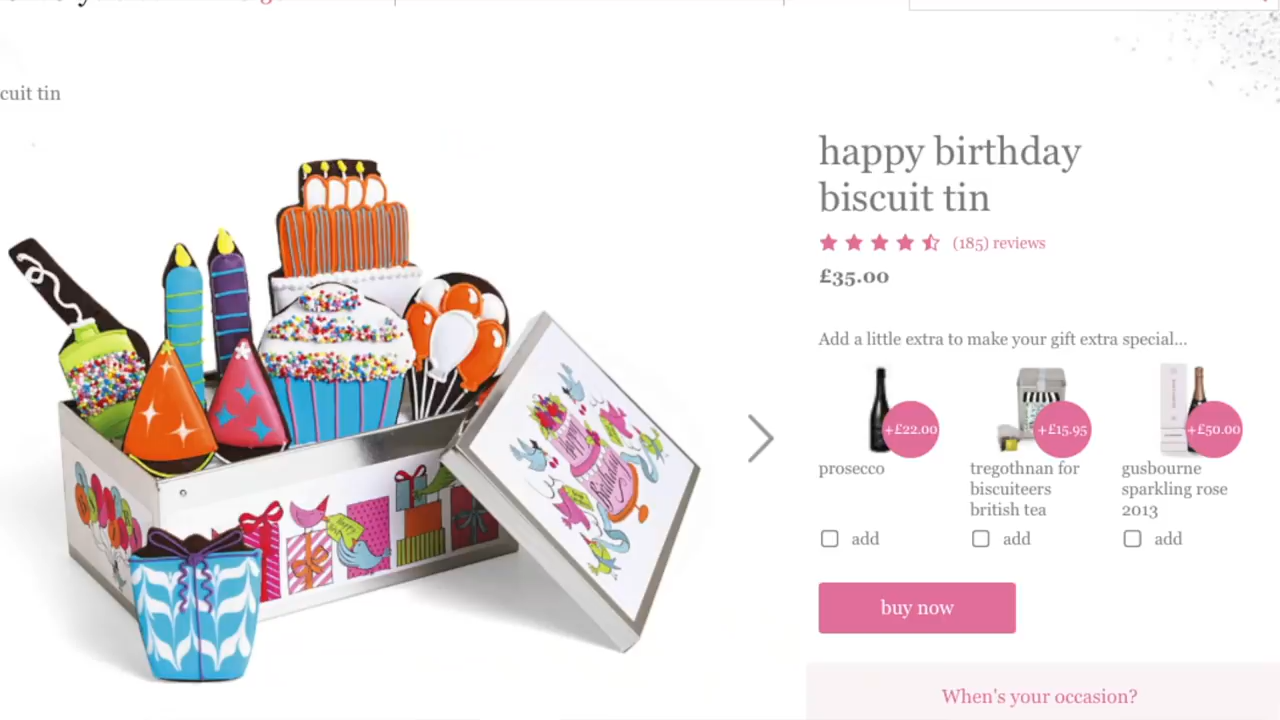 cuit tin
happy birthday
biscuit tin
(185) reviews
£35.00
Add a little extra to make your gift extra special...
+£22.00
+£15.95
+£50.00
prosecco
tregothnan for
biscuiteers
british tea
gusbourne
sparkling rose
2013
add
add
add
buy now
When's your occasion?
Happy
Birthday